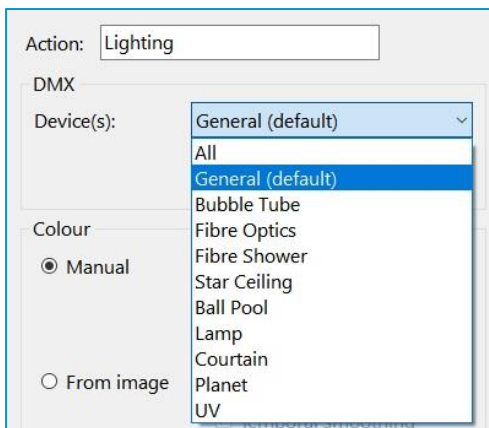 Action: Lighting
DMX
Device(s): General (default)
All
General (default)
Bubble Tube
Fibre Optics
Colour
Fibre Shower
Manual
Star Ceiling
Ball Pool
Lamp
Courtain
From image
Planet
UV